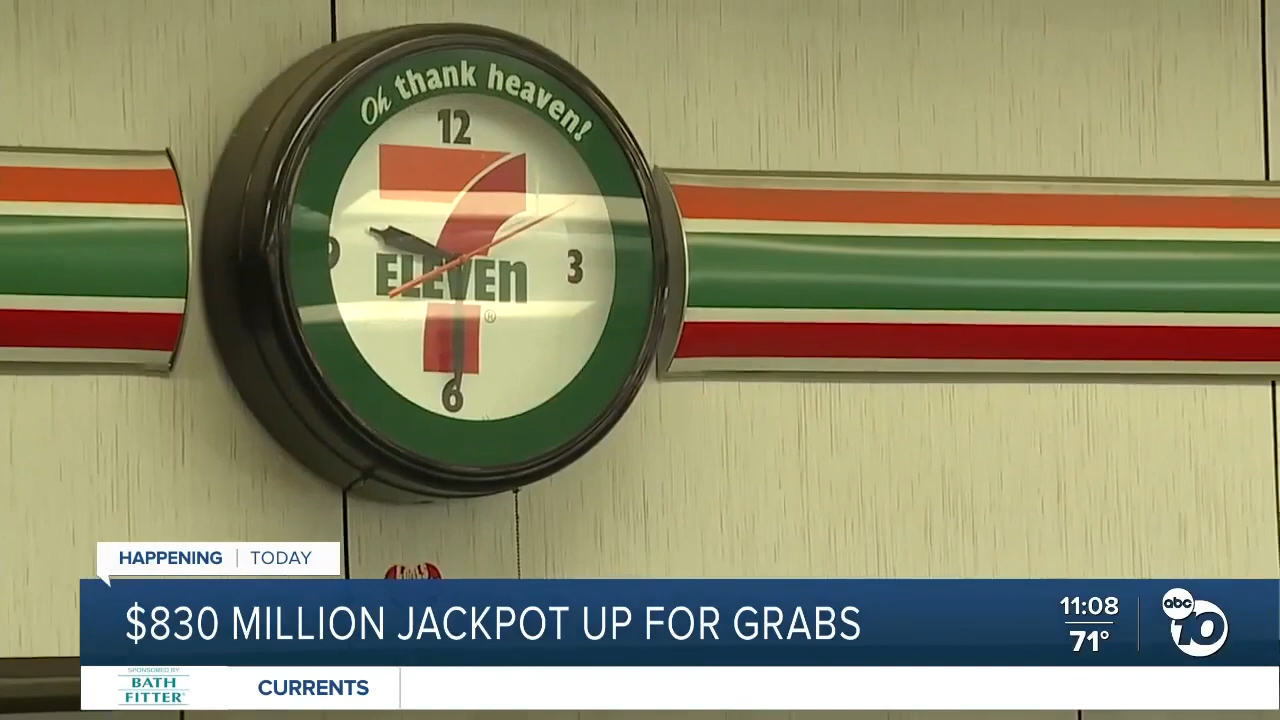 Oh thank heaven!
12
9
3
ELEVEn
®
6
HAPPENING | TODAY
$830 MILLION JACKPOT UP FOR GRABS
11:08
71°
abc
10
SPONSORED BY
BATH
FITTER®
CURRENTS